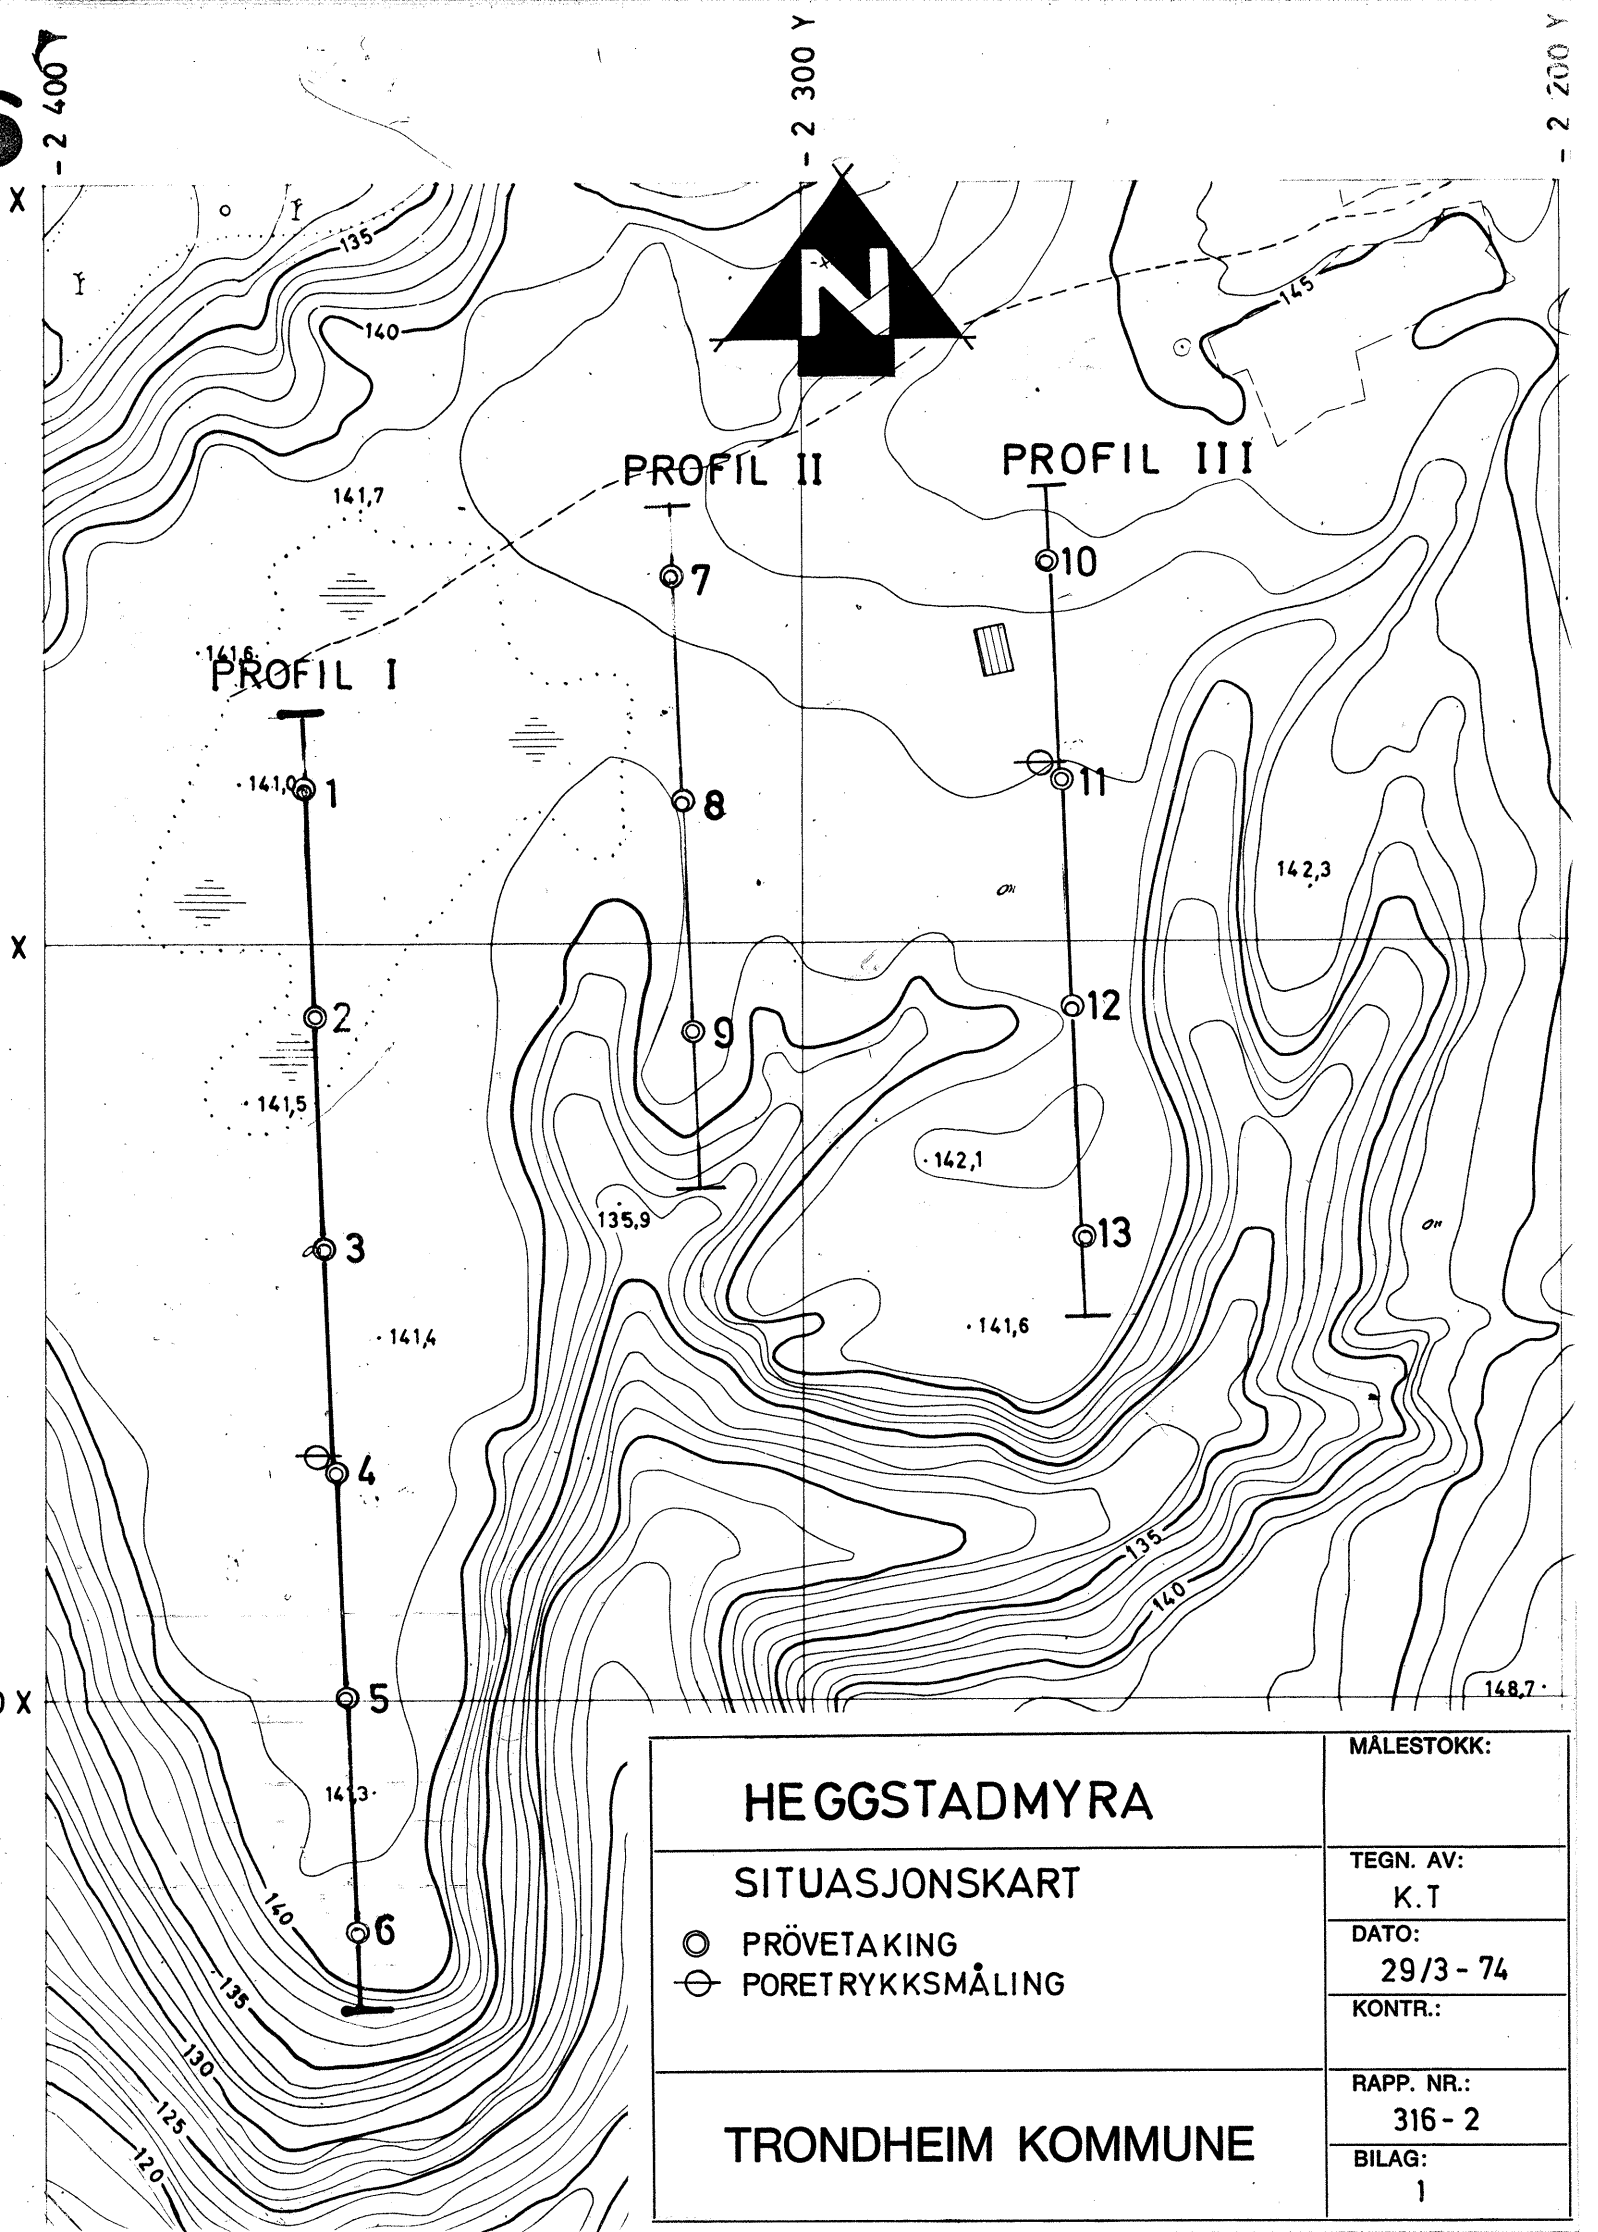 - 2 400 Y
- 2 300 Y
- 2 200 Y
X
N
135
140
145
141,7
PROFIL II
PROFIL III
7
10
141,6
PROFIL I
141,0
1
8
11
142,3
X
2
9
12
141,5
142,1
135,9
3
13
141,4
141,6
4
135
140
0 X
5
148,7
141,3
6
140
135
130
125
120
HEGGSTADMYRA
MÅLESTOKK:
SITUASJONSKART
PRÖVETAKING
PORETRYKKSMÅLING
TEGN. AV:
K.T
DATO:
29/3 - 74
KONTR.:
TRONDHEIM KOMMUNE
RAPP. NR.:
316 - 2
BILAG:
1